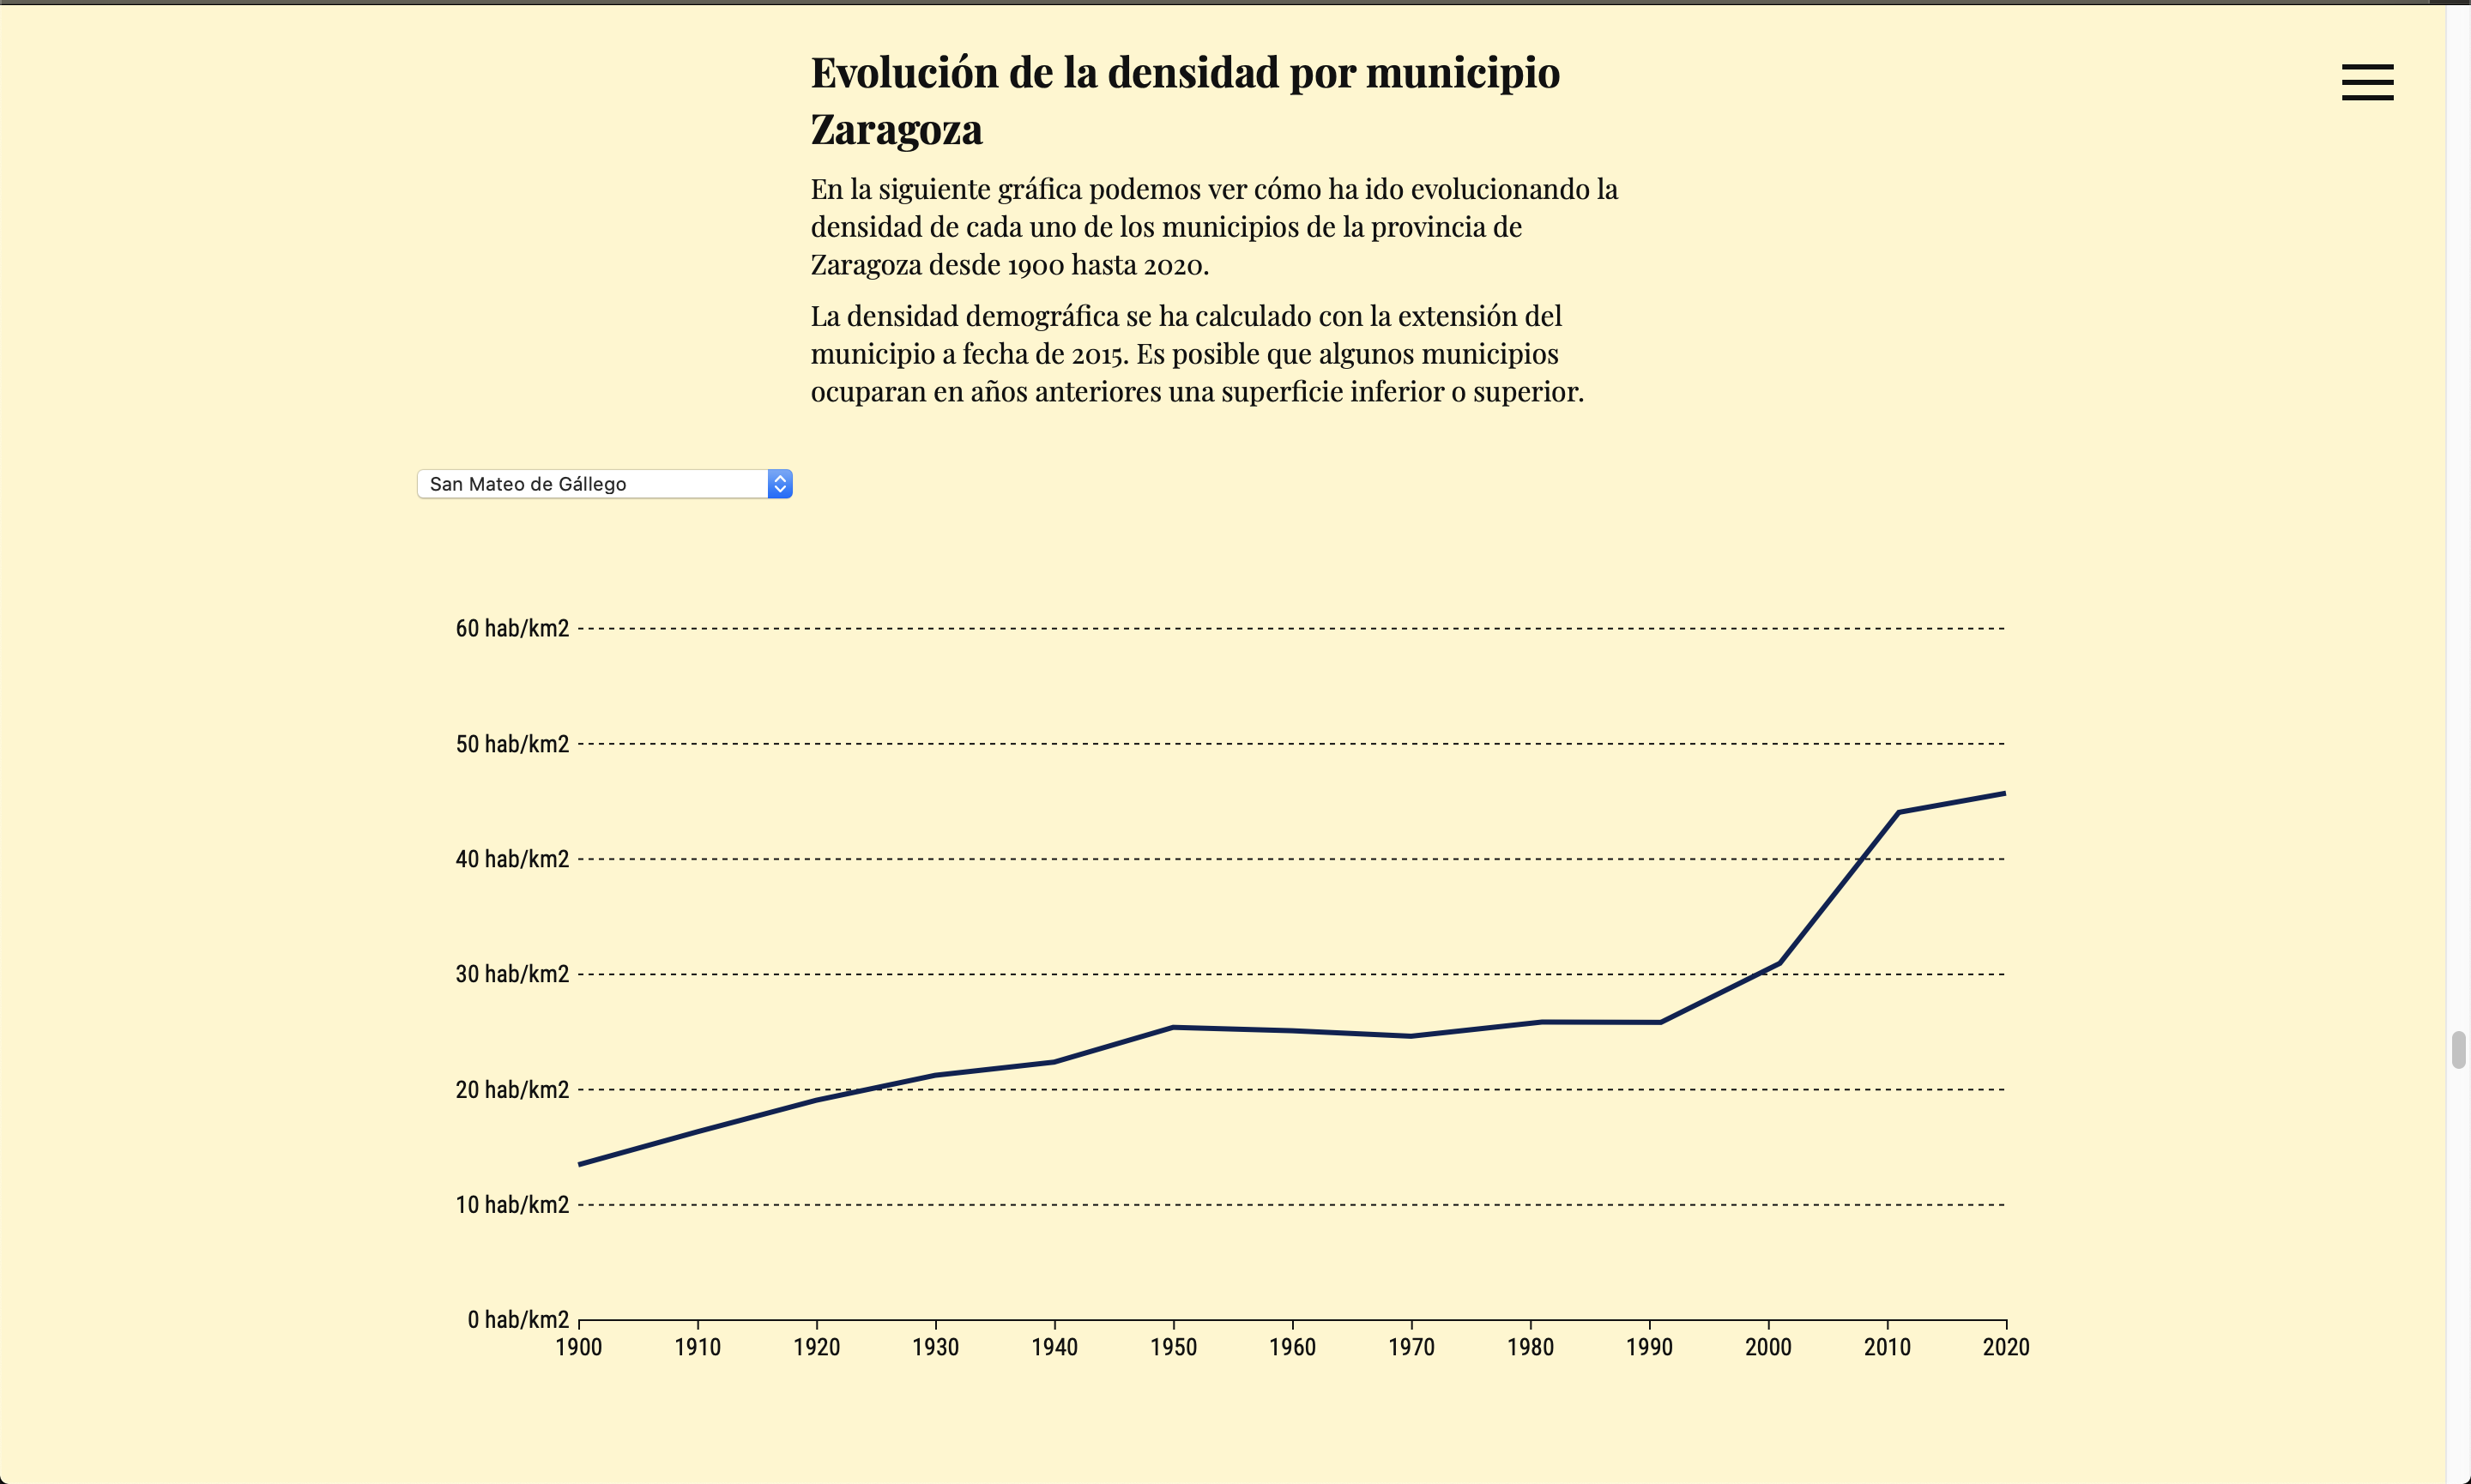 Evolución de la densidad por municipio
Zaragoza
En la siguiente gráfica podemos ver cómo ha ido evolucionando la
densidad de cada uno de los municipios de la provincia de
Zaragoza desde 1900 hasta 2020.
La densidad demográfica se ha calculado con la extensión del
municipio a fecha de 2015. Es posible que algunos municipios
ocuparan en años anteriores una superficie inferior o superior.
San Mateo de Gállego
60 hab/km2
50 hab/km2
40 hab/km2
30 hab/km2
20 hab/km2
10 hab/km2
0 hab/km2
1900 1910 1920 1930 1940 1950 1960 1970 1980 1990 2000 2010 2020